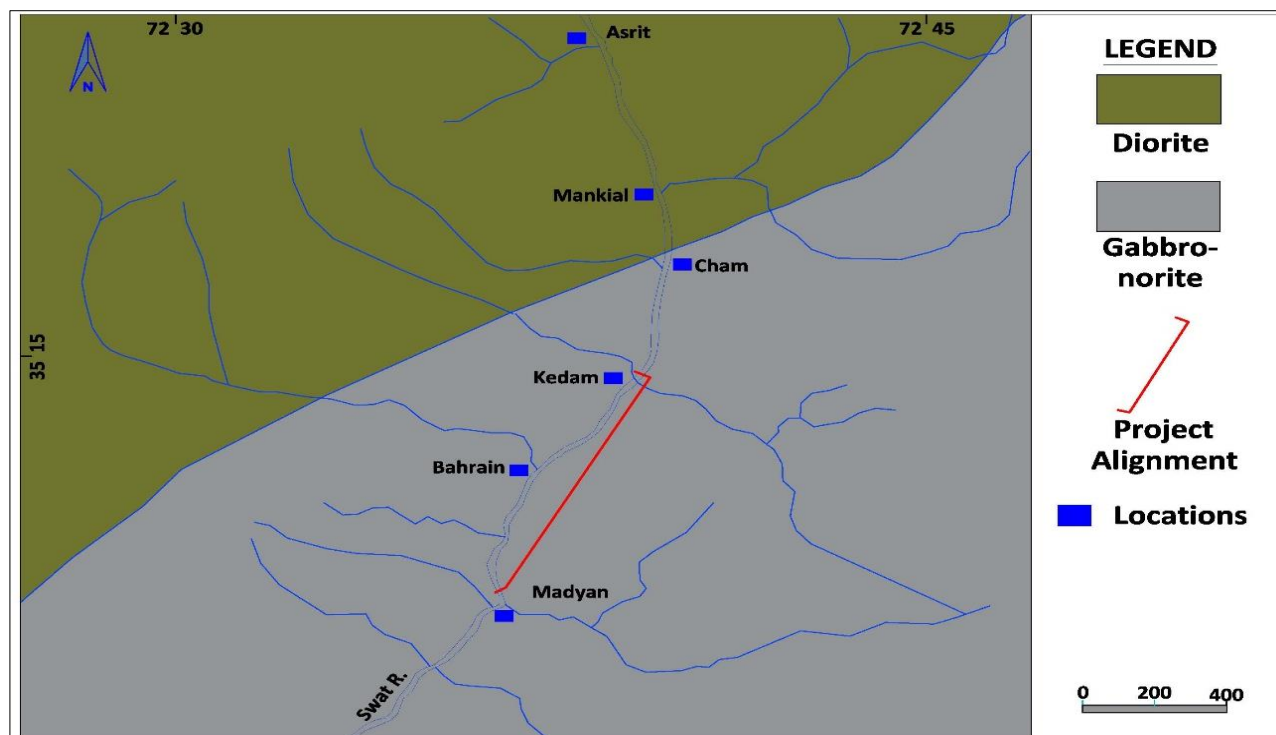 72 30
72 45
Asrit
N
Mankial
Cham
35 15
Kedam
Bahrain
Madyan
Swat R.
LEGEND
Diorite
Gabbro-
norite
Project
Alignment
Locations
0 200 400